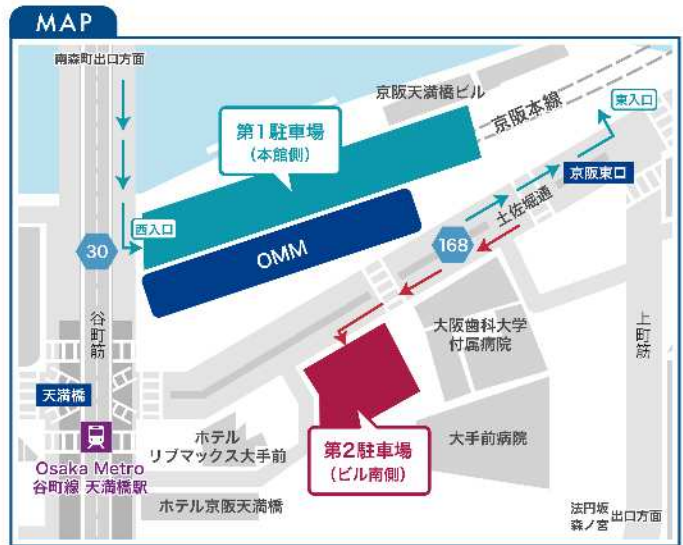 MAP
南森町出口方面
京阪天満橋ビル
京阪本線
東入口
第1駐車場
(本館側)
京阪東口
土佐堀通
西入口
30
OMM
168
谷町筋
大阪歯科大学
付属病院
上町筋
天満橋
ホテル
リブマックス大手前
第2駐車場
(ビル南側)
大手前病院
Osaka Metro
谷町線 天満橋駅
ホテル京阪天満橋
法円坂
森ノ宮
出口方面